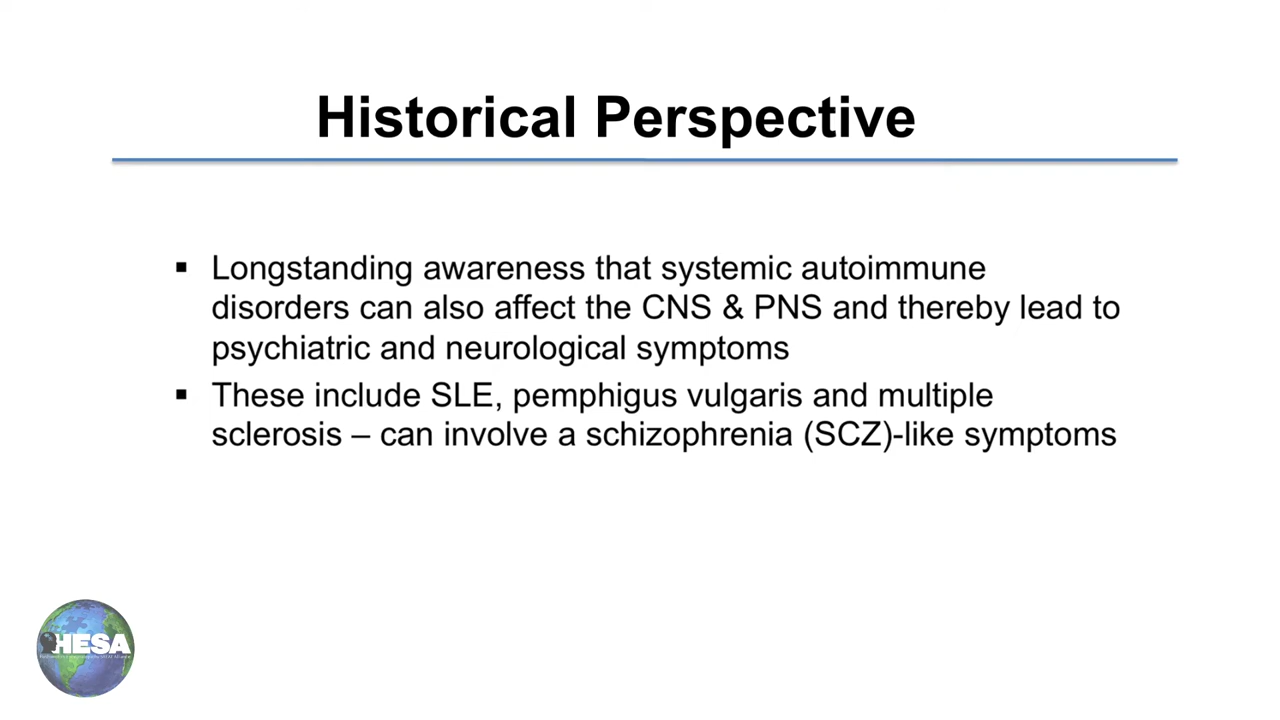 Historical Perspective
▪ Longstanding awareness that systemic autoimmune
disorders can also affect the CNS & PNS and thereby lead to
psychiatric and neurological symptoms
▪ These include SLE, pemphigus vulgaris and multiple
sclerosis – can involve a schizophrenia (SCZ)-like symptoms
HESA